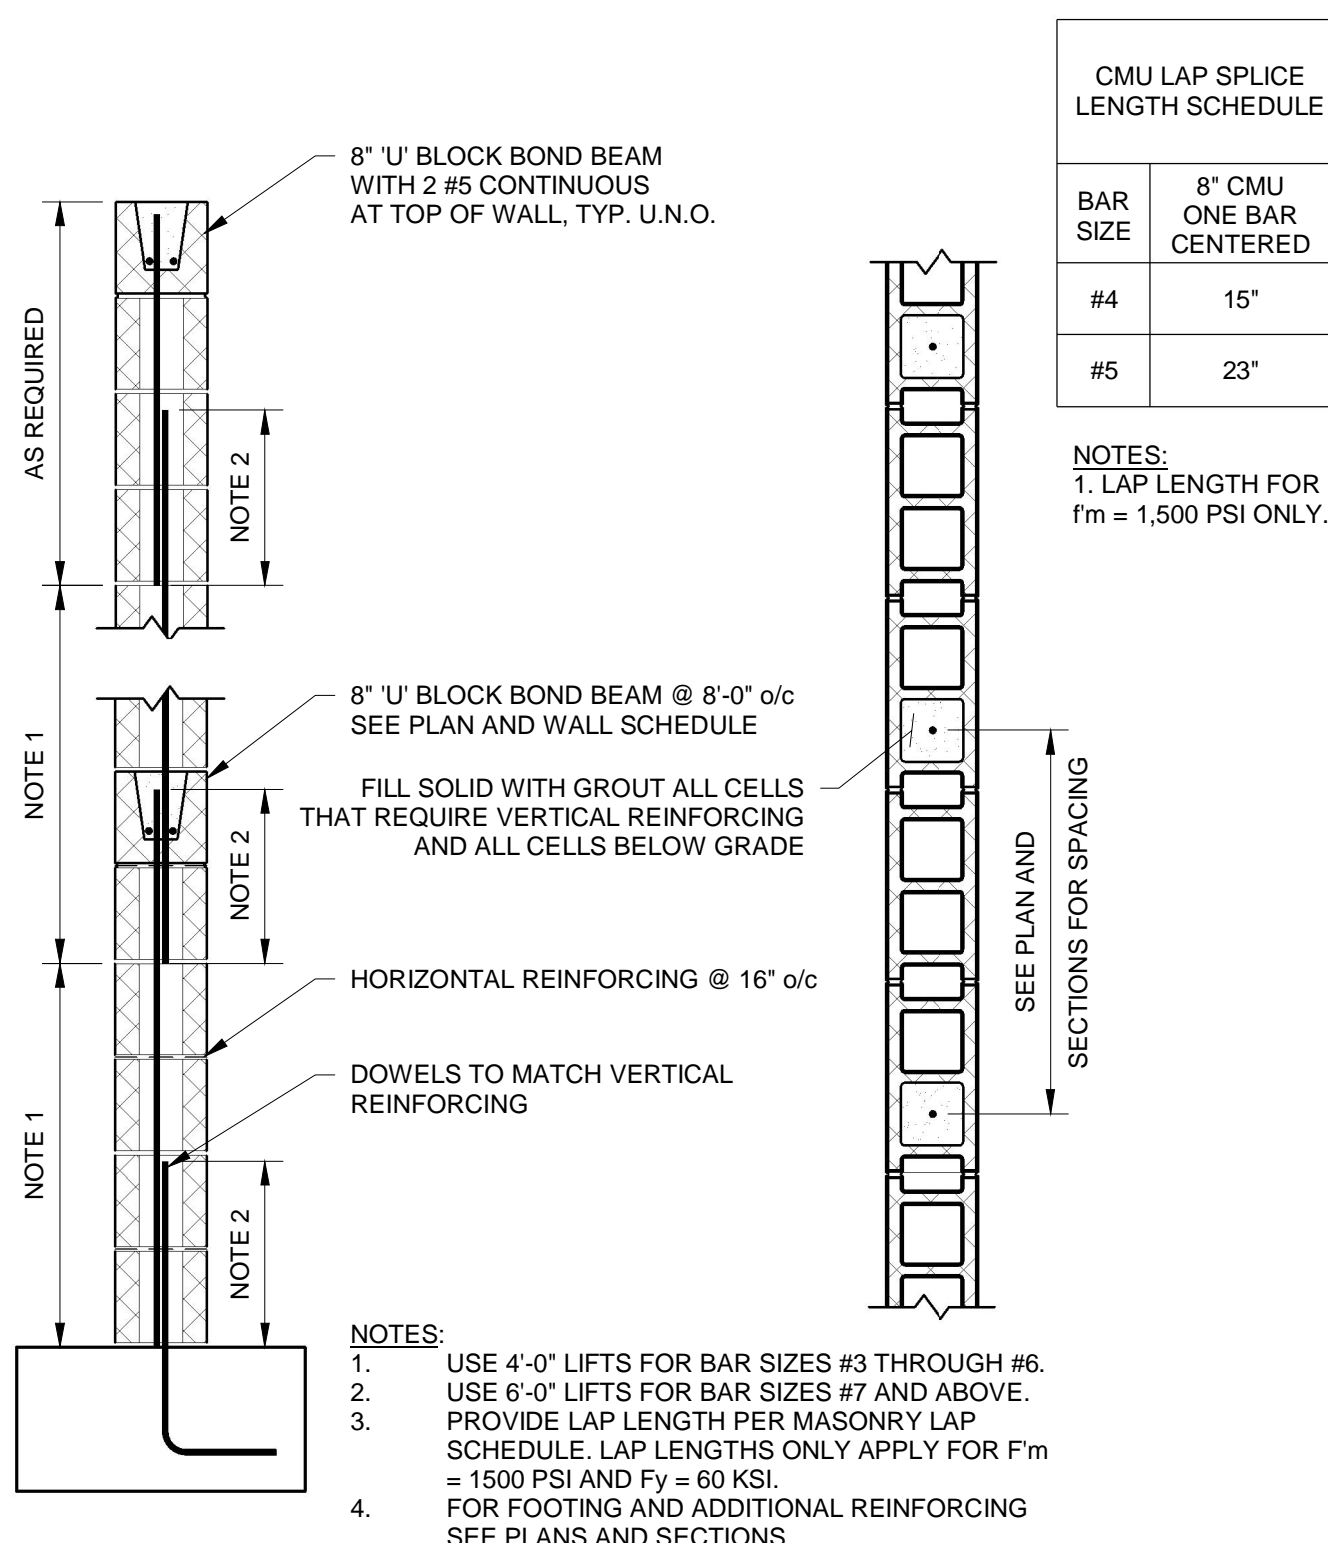 CMU LAP SPLICE
LENGTH SCHEDULE
BAR
SIZE
8" CMU
ONE BAR
CENTERED
#4
15"
#5
23"
NOTES:
1. LAP LENGTH FOR
f'm = 1,500 PSI ONLY.
8" 'U' BLOCK BOND BEAM
WITH 2 #5 CONTINUOUS
AT TOP OF WALL, TYP. U.N.O.
AS REQUIRED
NOTE 2
8" 'U' BLOCK BOND BEAM @ 8'-0" o/c
SEE PLAN AND WALL SCHEDULE
NOTE 1
NOTE 2
FILL SOLID WITH GROUT ALL CELLS
THAT REQUIRE VERTICAL REINFORCING
AND ALL CELLS BELOW GRADE
SEE PLAN AND
SECTIONS FOR SPACING
HORIZONTAL REINFORCING @ 16" o/c
DOWELS TO MATCH VERTICAL
REINFORCING
NOTE 1
NOTE 2
NOTES:
1. USE 4'-0" LIFTS FOR BAR SIZES #3 THROUGH #6.
2. USE 6'-0" LIFTS FOR BAR SIZES #7 AND ABOVE.
3. PROVIDE LAP LENGTH PER MASONRY LAP
SCHEDULE. LAP LENGTHS ONLY APPLY FOR F'm
= 1500 PSI AND Fy = 60 KSI.
4. FOR FOOTING AND ADDITIONAL REINFORCING
SEE PLANS AND SECTIONS